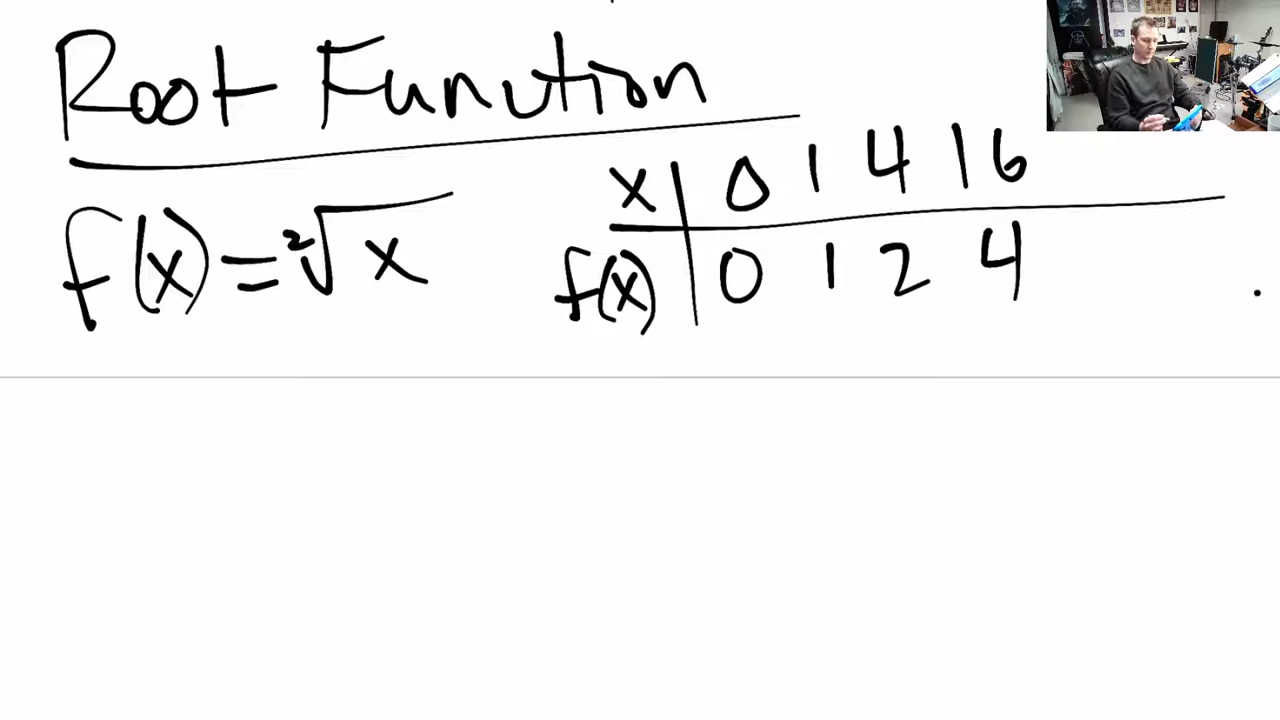 Root Function
f(x) = ²√x
x | 0 1 4 16
f(x) | 0 1 2 4